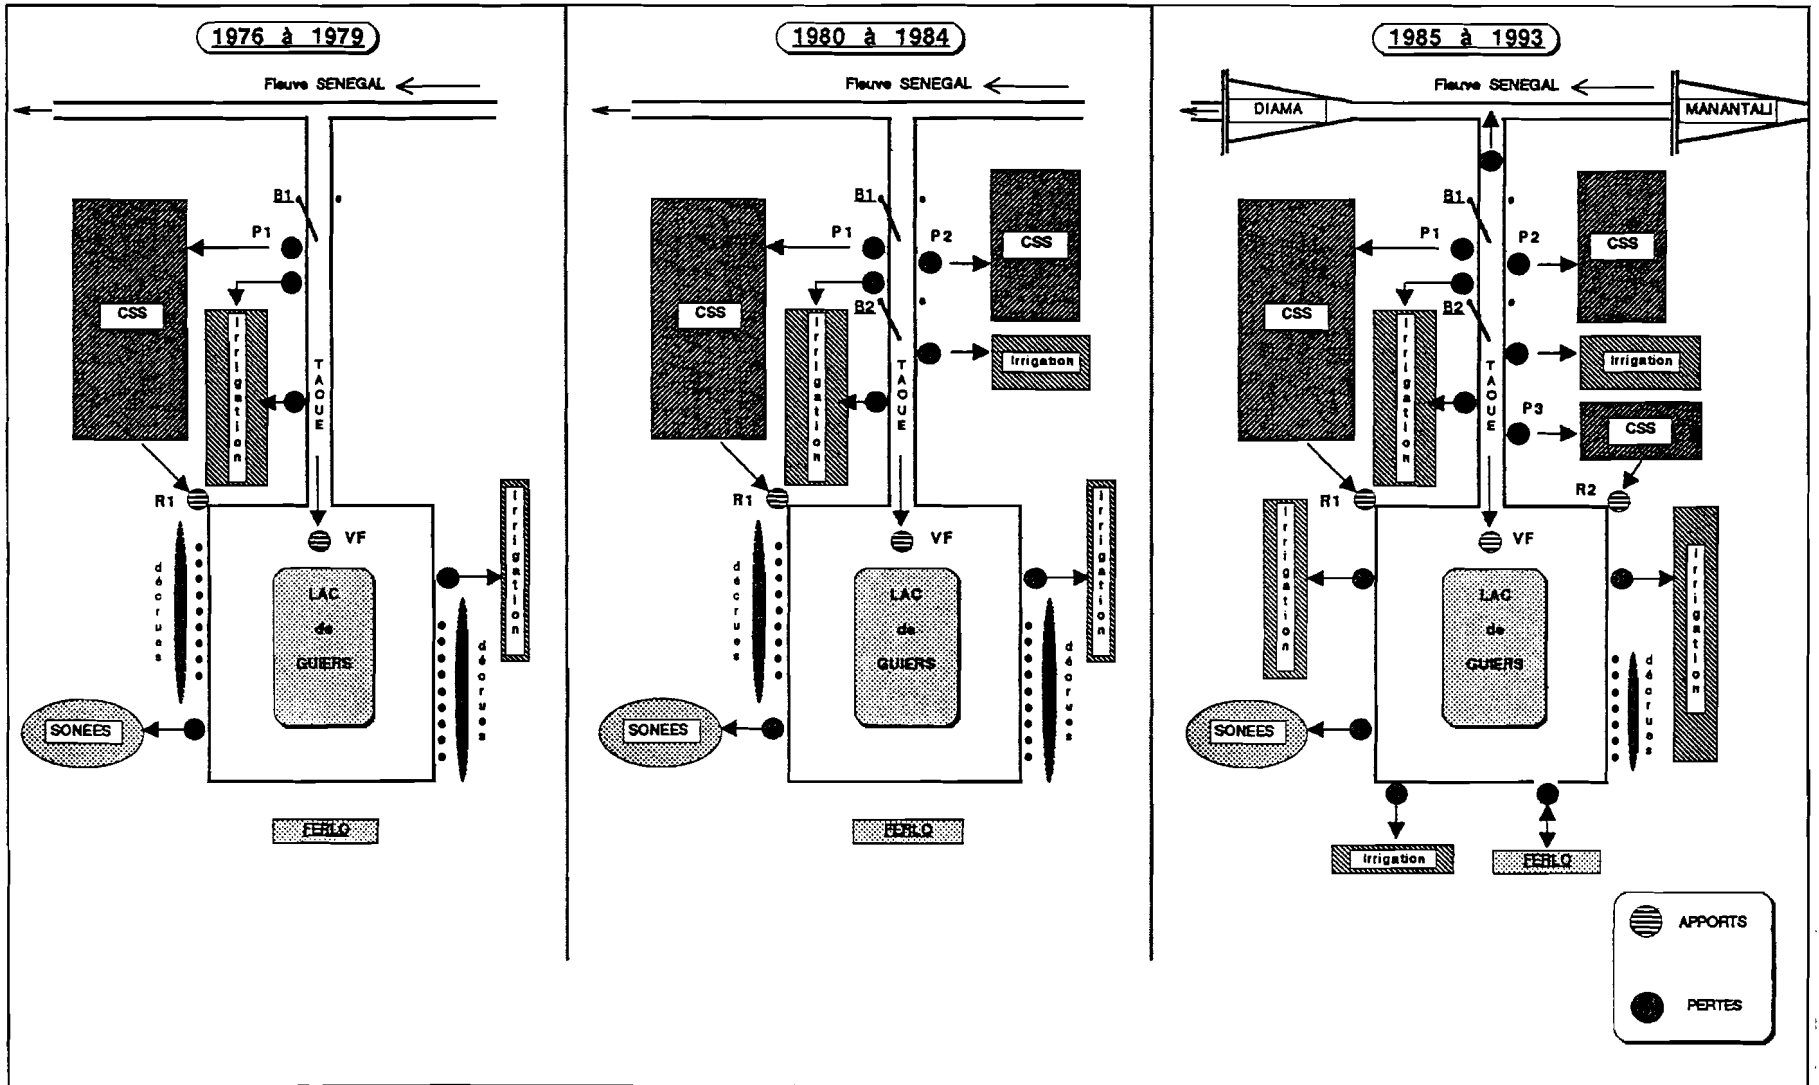 1976 à 1979
Fleuve SENEGAL
B1
P1
CSS
Irrigation
TAOUE
R1
VF
Irrigation
décrues
LAC
de
GUIERS
décrues
SONEES
FERLO
1980 à 1984
Fleuve SENEGAL
B1
P1
P2
CSS
CSS
B2
Irrigation
Irrigation
TAOUE
R1
VF
Irrigation
décrues
LAC
de
GUIERS
décrues
SONEES
FERLO
1985 à 1993
Fleuve SENEGAL
DIAMA
MANANTALI
B1
P1
P2
CSS
CSS
B2
Irrigation
Irrigation
TAOUE
P3
CSS
R1
R2
VF
Irrigation
Irrigation
LAC
de
GUIERS
décrues
SONEES
Irrigation
FERLO
APPORTS
PERTES